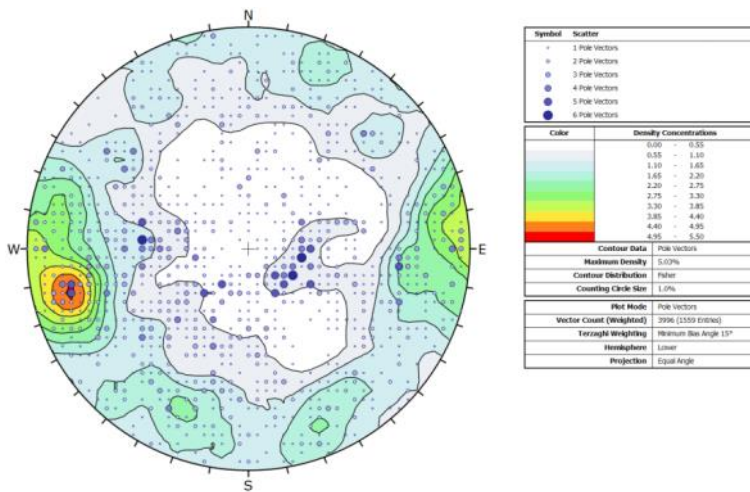 N
W
E
S
Symbol Scatter
1 Pole Vectors
2 Pole Vectors
3 Pole Vectors
4 Pole Vectors
5 Pole Vectors
6 Pole Vectors
Color Density Concentrations
0.00 - 0.55
0.55 - 1.10
1.10 - 1.65
1.65 - 2.20
2.20 - 2.75
2.75 - 3.30
3.30 - 3.85
3.85 - 4.40
4.40 - 4.95
4.95 - 5.50
Contour Data Pole Vectors
Maximum Density 5.03%
Contour Distribution Fisher
Counting Circle Size 1.0%
Plot Mode Pole Vectors
Vector Count (Weighted) 3996 (1559 Entries)
Terzaghi Weighting Minimum Bias Angle 15°
Hemisphere Lower
Projection Equal Angle